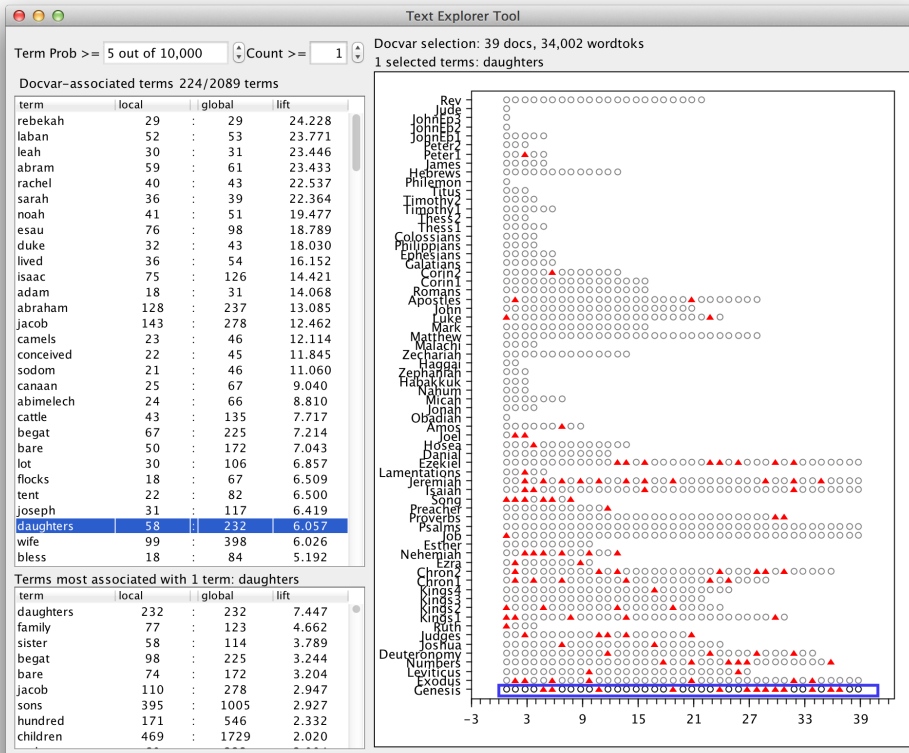 Text Explorer Tool
Term Prob >= 5 out of 10,000 Count >= 1
Docvar selection: 39 docs, 34,002 wordtoks
1 selected terms: daughters
Docvar-associated terms 224/2089 terms
term local global lift
rebekah 29 : 29 24.228
laban 52 : 53 23.771
leah 30 : 31 23.446
abram 59 : 61 23.433
rachel 40 : 43 22.537
sarah 36 : 39 22.364
noah 41 : 51 19.477
esau 76 : 98 18.789
duke 32 : 43 18.030
lived 36 : 54 16.152
isaac 75 : 126 14.421
adam 18 : 31 14.068
abraham 128 : 237 13.085
jacob 143 : 278 12.462
camels 23 : 46 12.114
conceived 22 : 45 11.845
sodom 21 : 46 11.060
canaan 25 : 67 9.040
abimelech 24 : 66 8.810
cattle 43 : 135 7.717
begat 67 : 225 7.214
bare 50 : 172 7.043
lot 30 : 106 6.857
flocks 18 : 67 6.509
tent 22 : 82 6.500
joseph 31 : 117 6.419
daughters 58 : 232 6.057
wife 99 : 398 6.026
bless 18 : 84 5.192
Terms most associated with 1 term: daughters
term local global lift
daughters 232 : 232 7.447
family 77 : 123 4.662
sister 58 : 114 3.789
begat 98 : 225 3.244
bare 74 : 172 3.204
jacob 110 : 278 2.947
sons 395 : 1005 2.927
hundred 171 : 546 2.332
children 469 : 1729 2.020
Rev
Jude
JohnEp3
JohnEp2
JohnEp1
Peter2
Peter1
James
Hebrews
Philemon
Titus
Timothy2
Timothy1
Thess2
Thess1
Colossians
Philippians
Ephesians
Galatians
Corin2
Corin1
Romans
Apostles
John
Luke
Mark
Matthew
Malachi
Zechariah
Haggai
Zephaniah
Habakkuk
Nahum
Micah
Jonah
Obadiah
Amos
Joel
Hosea
Danial
Ezekiel
Lamentations
Jeremiah
Isaiah
Song
Preacher
Proverbs
Psalms
Job
Esther
Nehemiah
Ezra
Chron2
Chron1
Kings4
Kings3
Kings2
Kings1
Ruth
Judges
Joshua
Deuteronomy
Numbers
Leviticus
Exodus
Genesis
-3 3 9 15 21 27 33 39